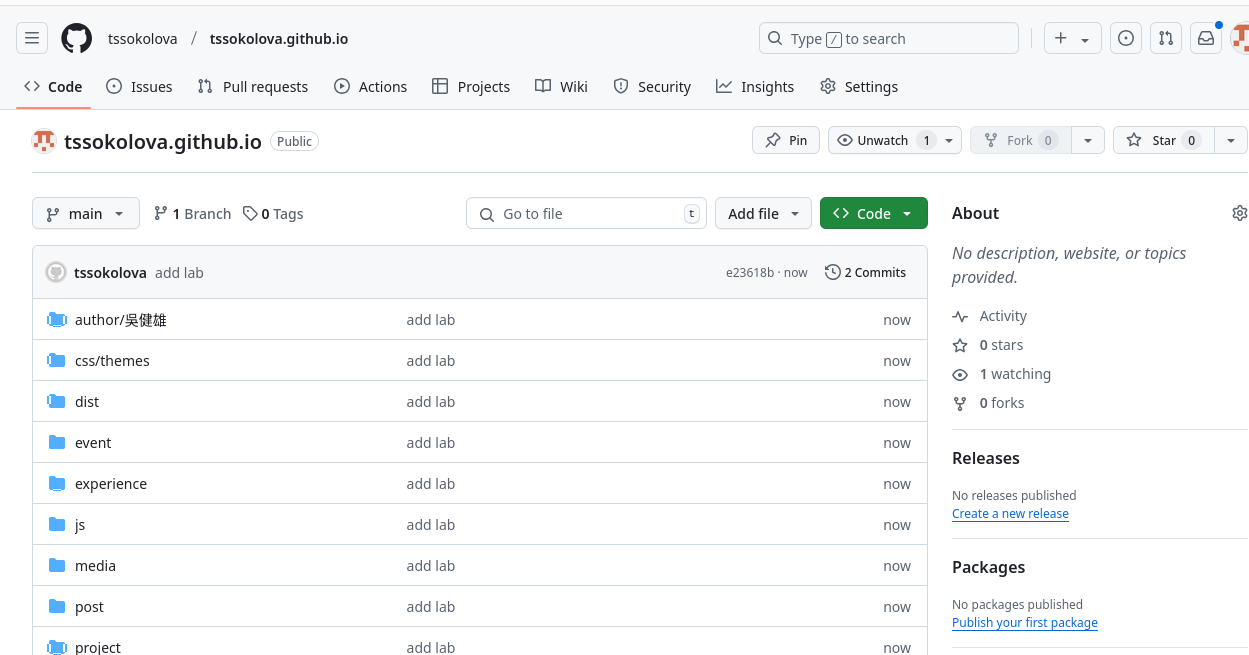 tssokolova / tssokolova.github.io
Type / to search
Code Issues Pull requests Actions Projects Wiki Security Insights Settings
tssokolova.github.io Public
Pin Unwatch 1 Fork 0 Star 0
main 1 Branch 0 Tags Go to file t Add file Code
tssokolova add lab e23618b · now 2 Commits
author/吳健雄 add lab now
css/themes add lab now
dist add lab now
event add lab now
experience add lab now
js add lab now
media add lab now
post add lab now
project add lab now
About
No description, website, or topics
provided.
Activity
0 stars
1 watching
0 forks
Releases
No releases published
Create a new release
Packages
No packages published
Publish your first package